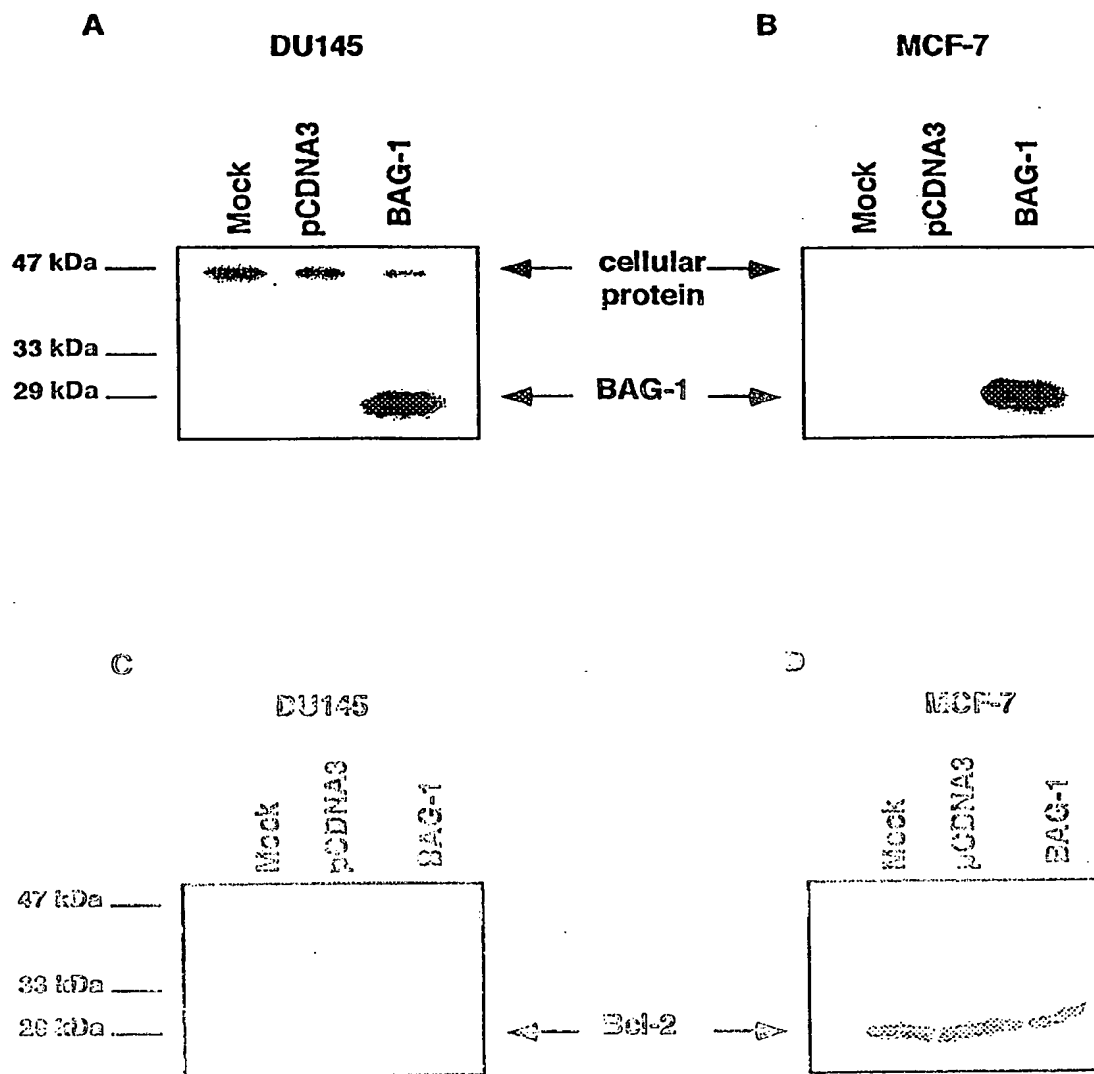 A
DU145
B
MCF-7
Mock
pCDNA3
BAG-1
Mock
pCDNA3
BAG-1
47 kDa
33 kDa
29 kDa
cellular
protein
BAG-1
C
DU145
D
MCF-7
Mock
pCDNA3
BAG-1
Mock
pCDNA3
BAG-1
47 kDa
33 kDa
29 kDa
Bcl-2